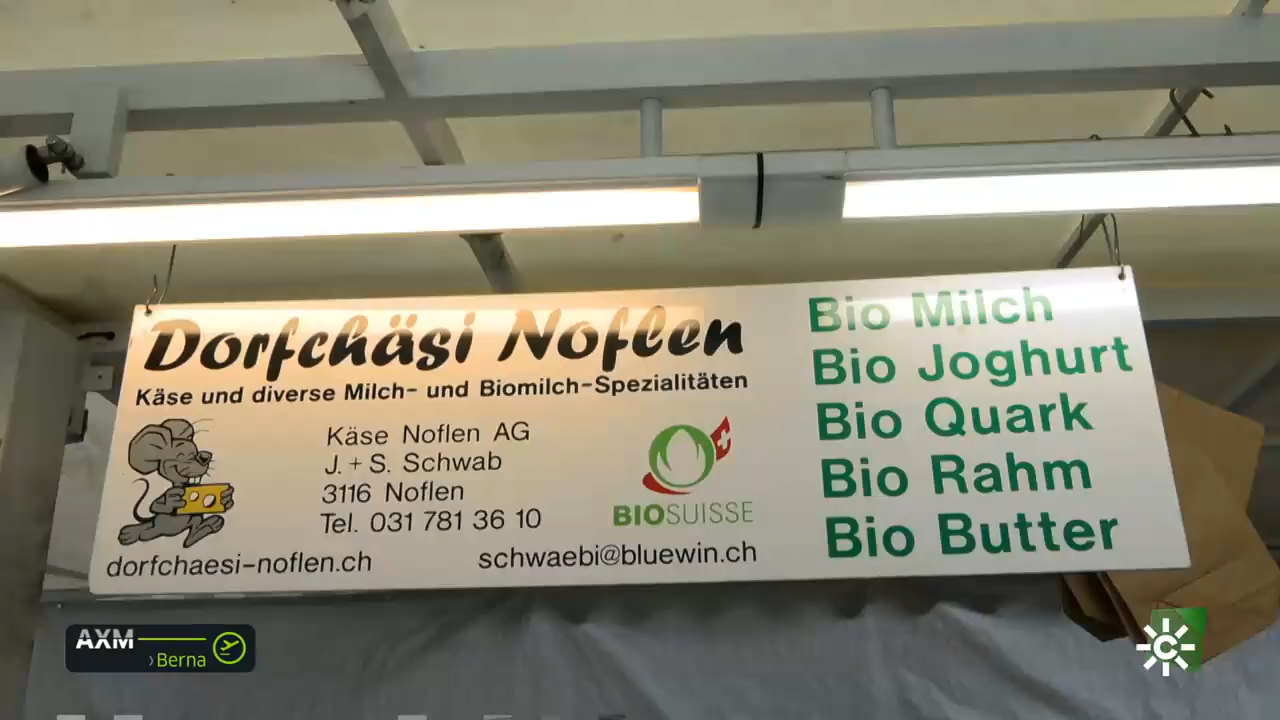 Dorfchäsi Noflen
Käse und diverse Milch- und Biomilch-Spezialitäten
Käse Noflen AG
J. + S. Schwab
3116 Noflen
Tel. 031 781 36 10
dorfchaesi-noflen.ch
schwaebi@bluewin.ch
BIOSUISSE
Bio Milch
Bio Joghurt
Bio Quark
Bio Rahm
Bio Butter
AXM
›Berna